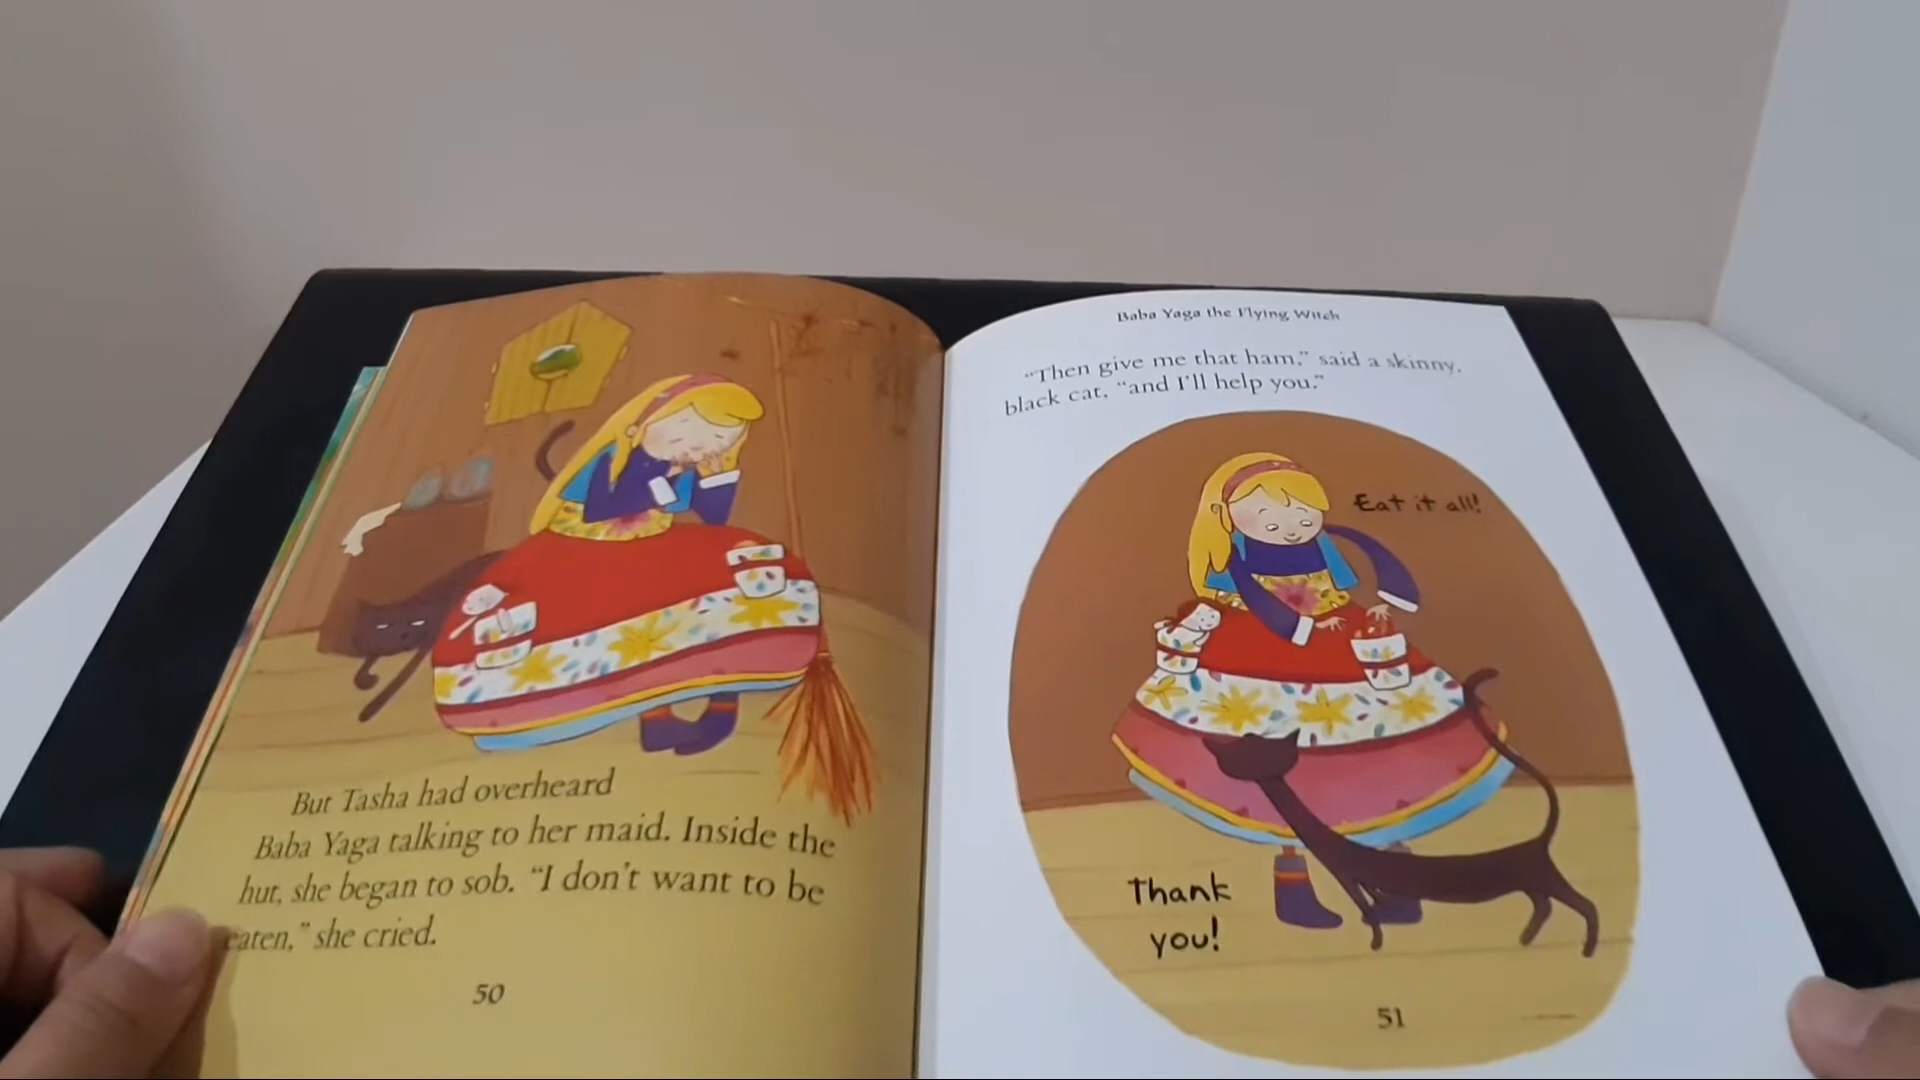 But Tasha had overheard
Baba Yaga talking to her maid. Inside the
hut, she began to sob. “I don't want to be
eaten,” she cried.
50
Baba Yaga the Flying Witch
“Then give me that ham,” said a skinny,
black cat, “and I'll help you.”
Eat it all!
Thank
you!
51